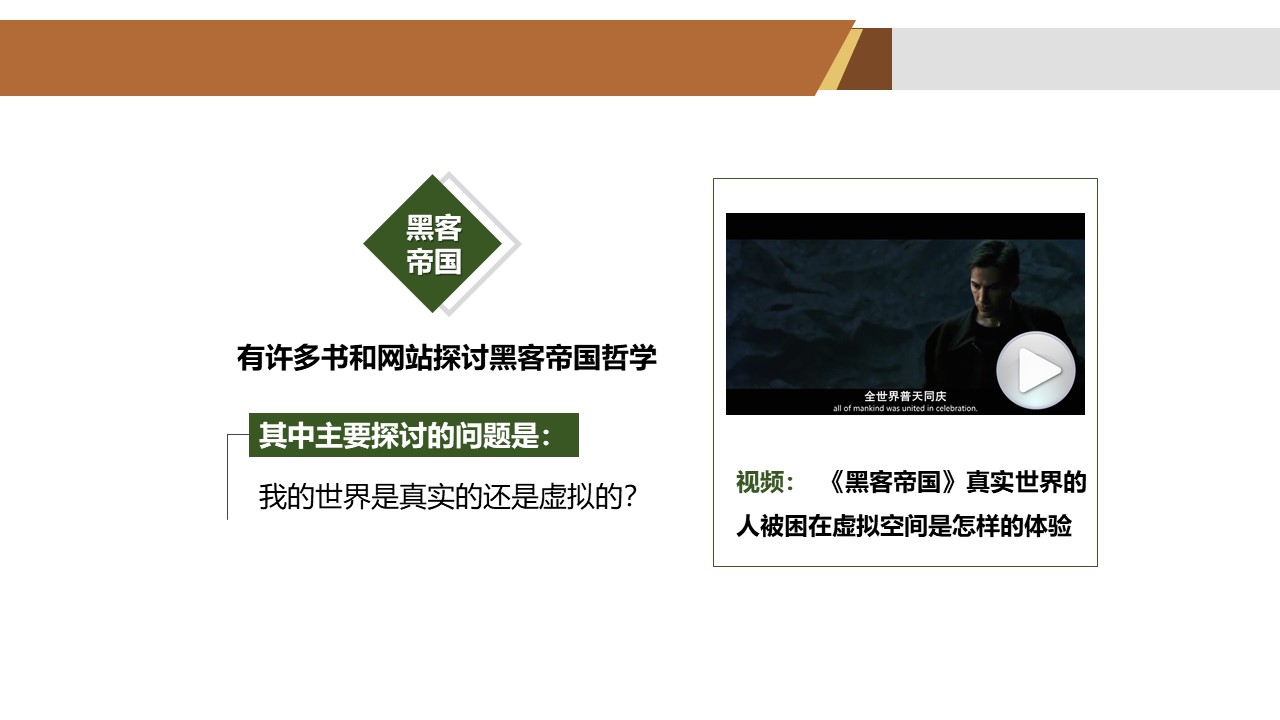 黑客
帝国
有许多书和网站探讨黑客帝国哲学
其中主要探讨的问题是：
我的世界是真实的还是虚拟的？
全世界普天同庆
all of mankind was united in celebration.
视频： 《黑客帝国》真实世界的
人被困在虚拟空间是怎样的体验